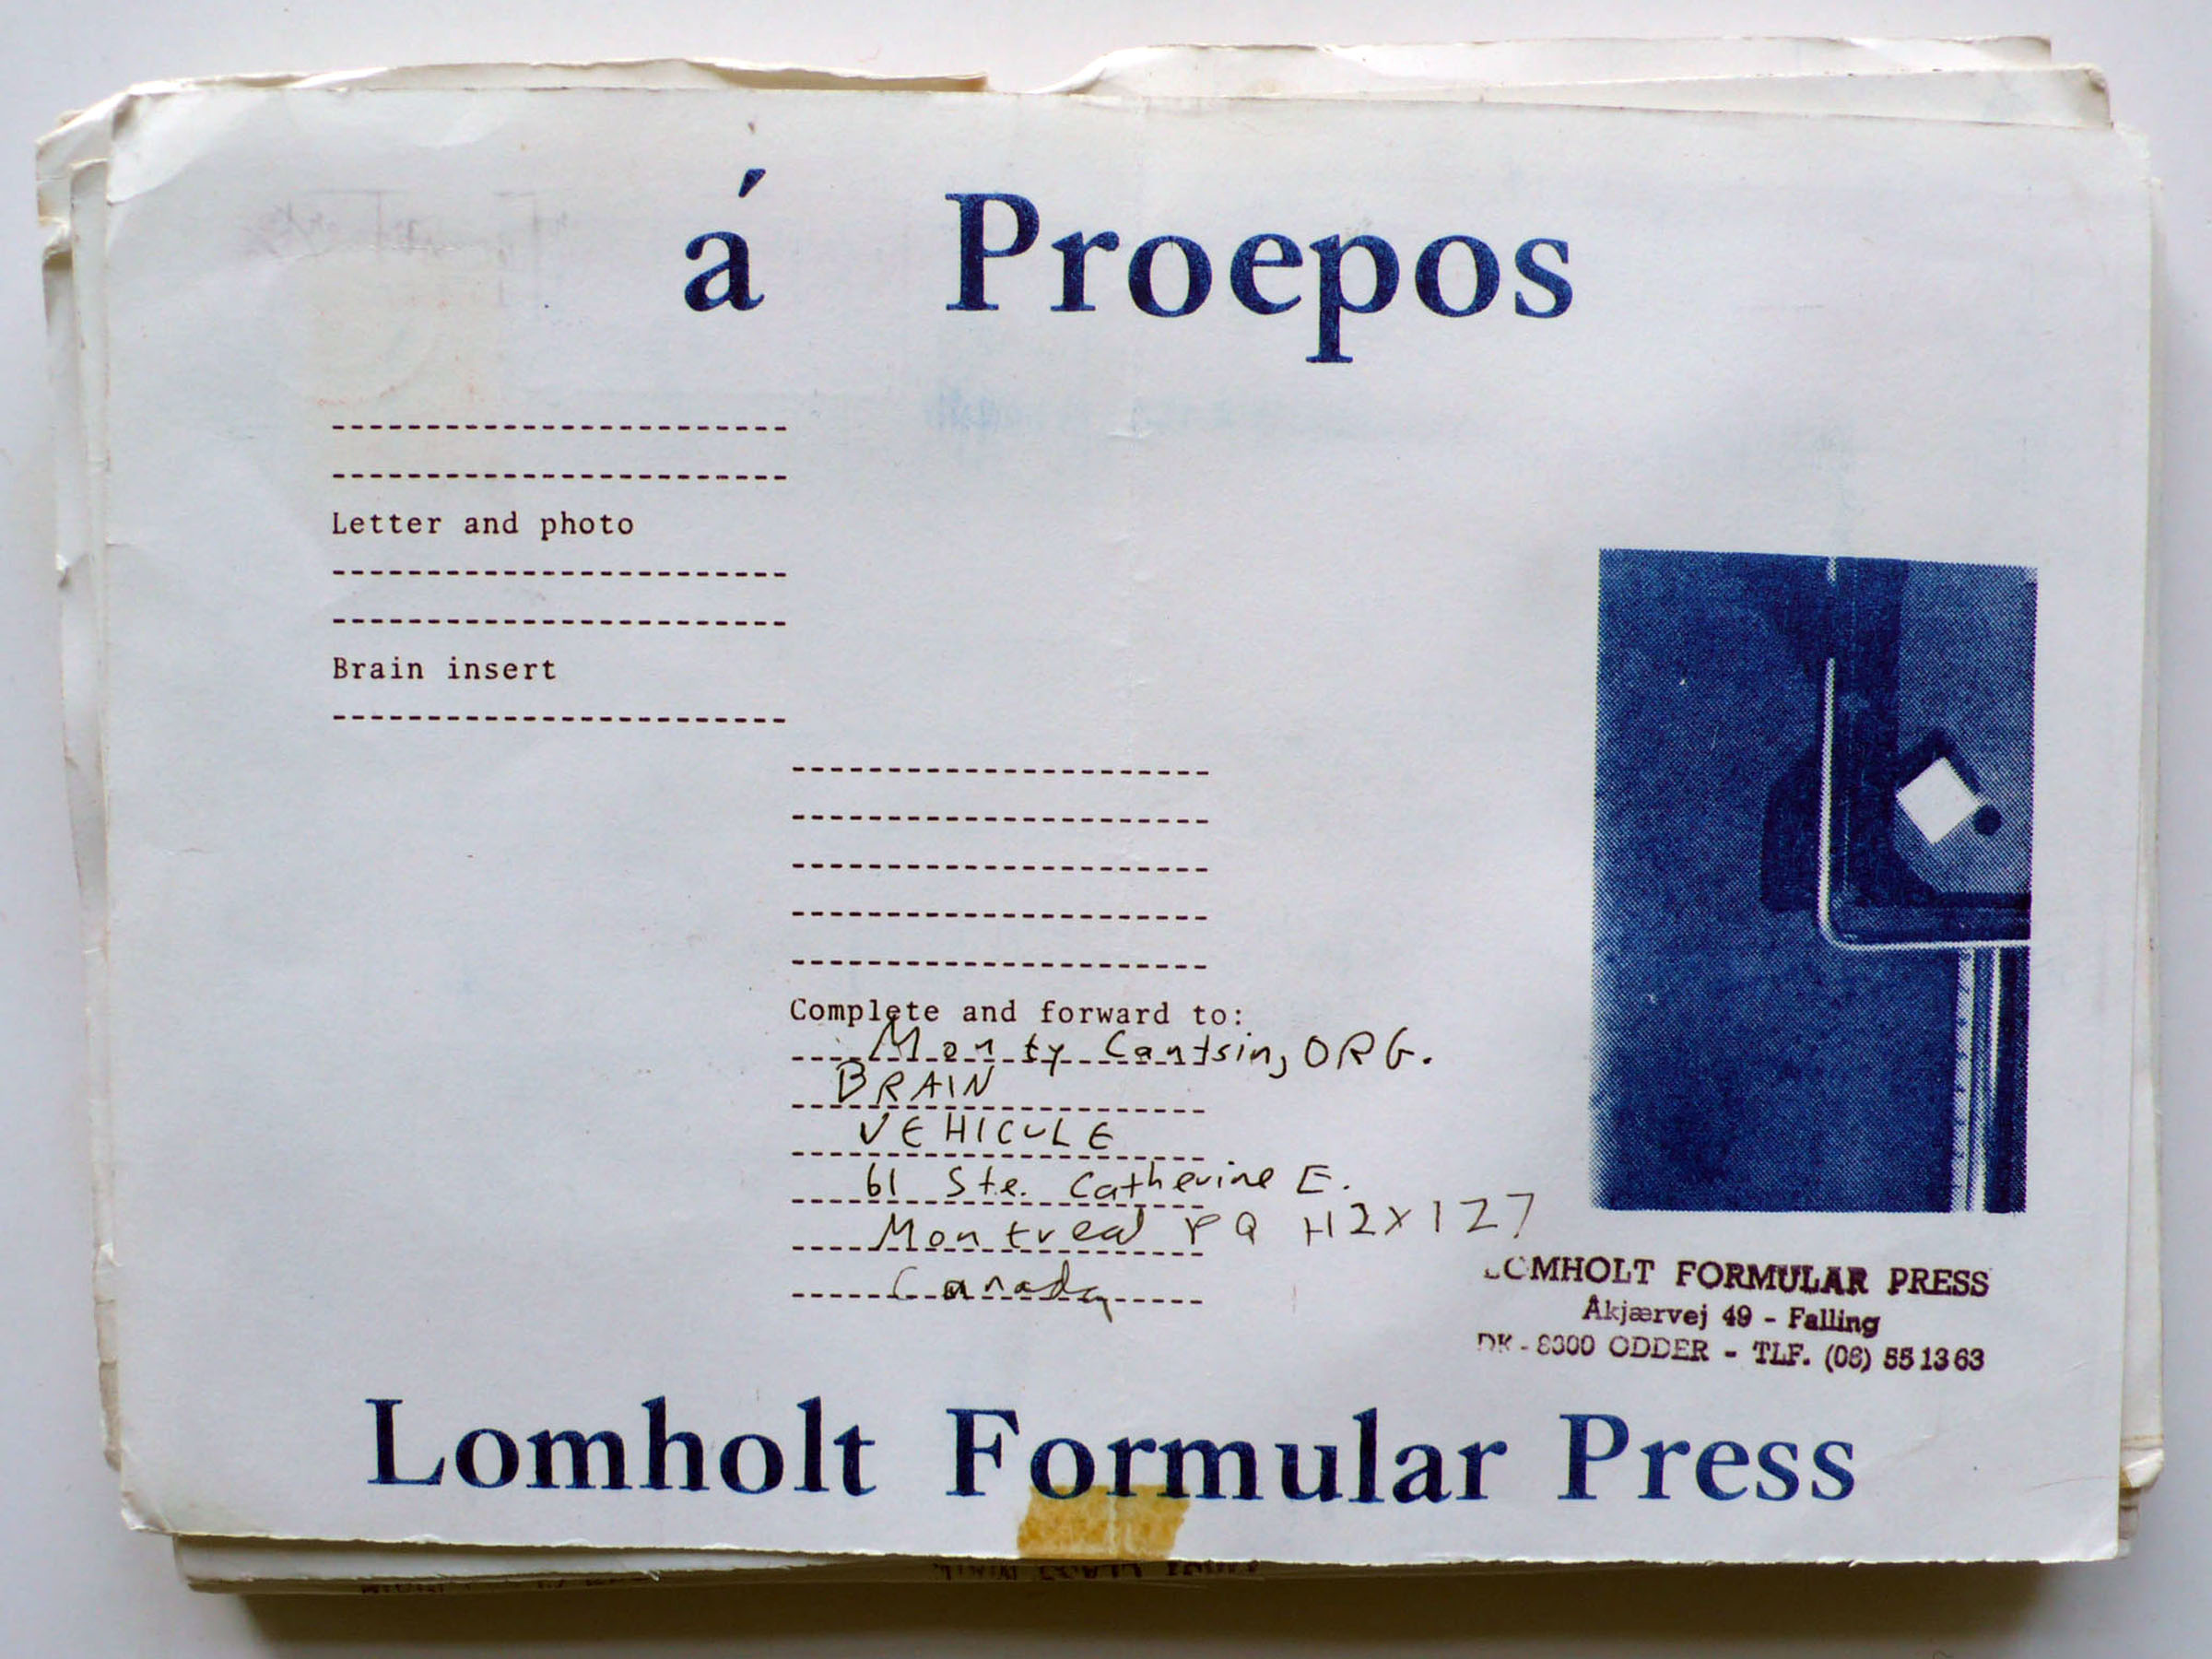 á Proepos
Letter and photo
Brain insert
Complete and forward to:
Monty Cantsin, ORG.
BRAIN
VEHICULE
61 Ste. Catherine E.
Montreal PQ H2X 1Z7
Canada
LOMHOLT FORMULAR PRESS
Åkjærvej 49 - Falling
DK - 8300 ODDER - TLF. (06) 55 13 63
Lomholt Formular Press